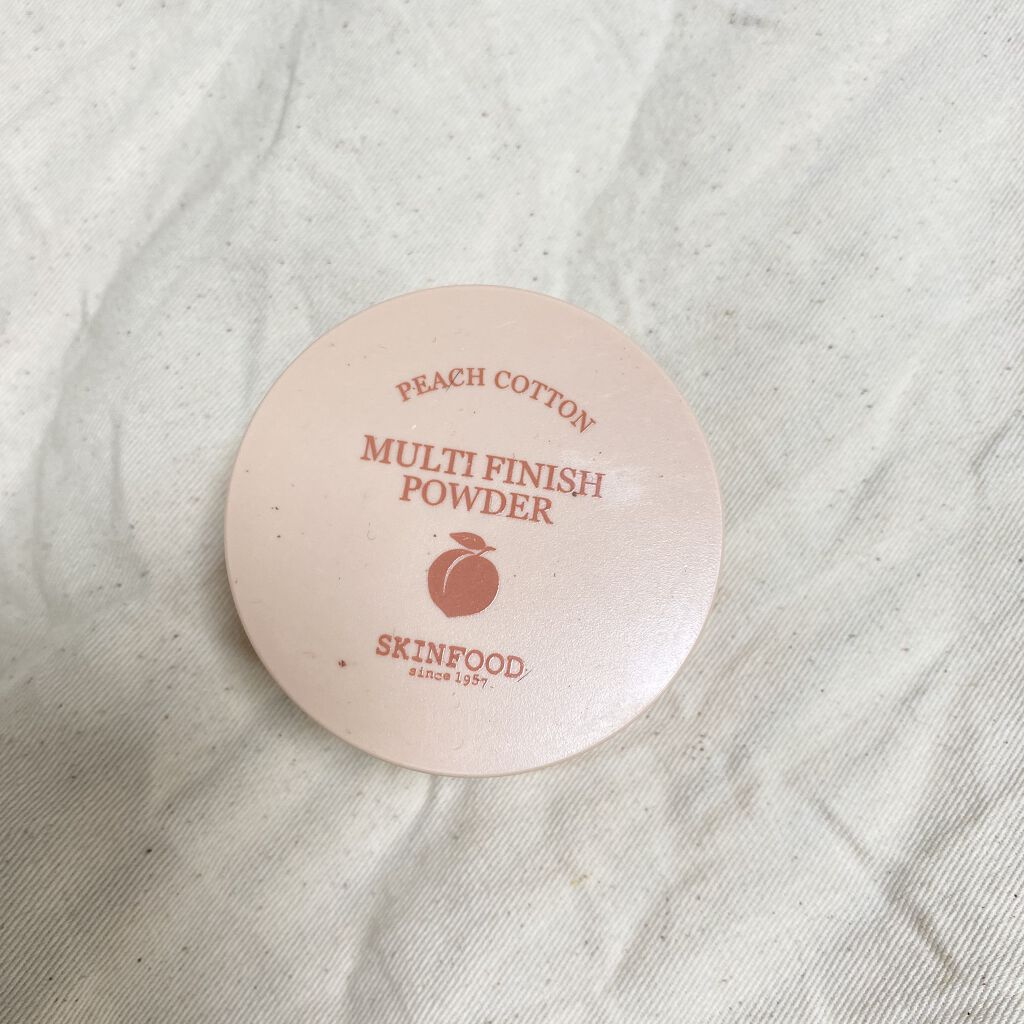 PEACH COTTON
MULTI FINISH
POWDER
SKINFOOD
since 1957